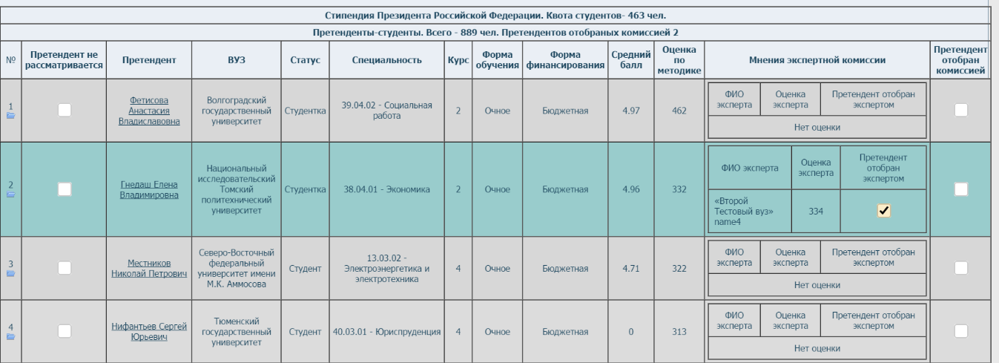 Стипендия Президента Российской Федерации. Квота студентов- 463 чел.
Претенденты-студенты. Всего - 889 чел. Претендентов отобраных комиссией 2
№
Претендент не
рассматривается
Претендент
ВУЗ
Статус
Специальность
Курс
Форма
обучения
Форма
финансирования
Средний
балл
Оценка
по
методике
Мнения экспертной комиссии
Претендент
отобран
комиссией
1
Фетисова
Анастасия
Владиславовна
Волгоградский
государственный
университет
Студентка
39.04.02 - Социальная
работа
2
Очное
Бюджетная
4.97
462
ФИО
эксперта
Оценка
эксперта
Претендент отобран
экспертом
Нет оценки
2
Гнедаш Елена
Владимировна
Национальный
исследовательский
Томский
политехнический
университет
Студентка
38.04.01 - Экономика
2
Очное
Бюджетная
4.96
332
ФИО эксперта
Оценка
эксперта
Претендент
отобран
экспертом
«Второй
Тестовый вуз»
name4
334
3
Местников
Николай Петрович
Северо-Восточный
федеральный
университет имени
М.К. Аммосова
Студент
13.03.02 -
Электроэнергетика и
электротехника
4
Очное
Бюджетная
4.71
322
ФИО
эксперта
Оценка
эксперта
Претендент отобран
экспертом
Нет оценки
4
Нифантьев Сергей
Юрьевич
Тюменский
государственный
университет
Студент
40.03.01 - Юриспруденция
4
Очное
Бюджетная
0
313
ФИО
эксперта
Оценка
эксперта
Претендент отобран
экспертом
Нет оценки